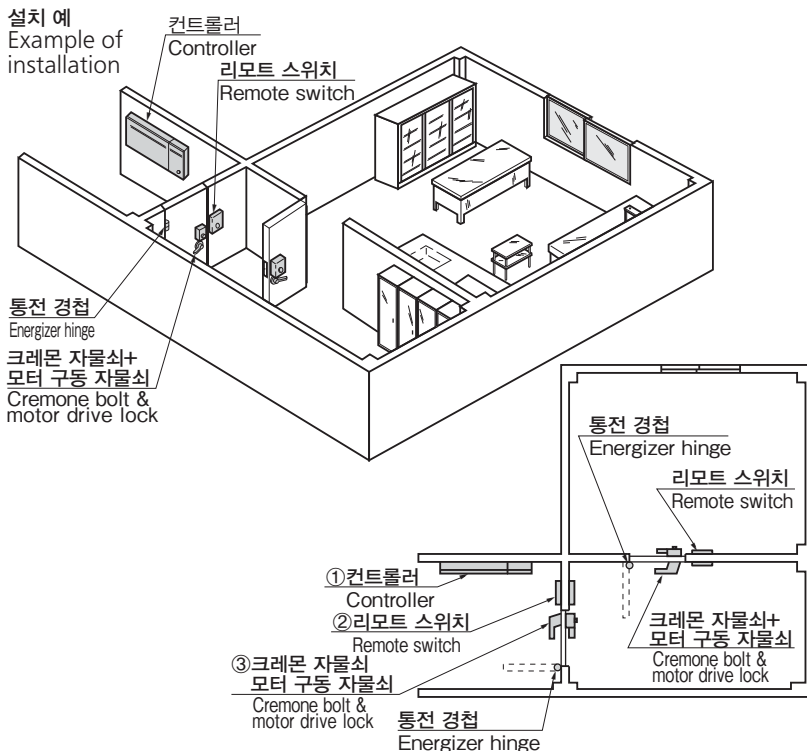 설치 예
Example of
installation
컨트롤러
Controller
리모트 스위치
Remote switch
통전 경첩
Energizer hinge
크레몬 자물쇠+
모터 구동 자물쇠
Cremone bolt &
motor drive lock
통전 경첩
Energizer hinge
리모트 스위치
Remote switch
①컨트롤러
Controller
②리모트 스위치
Remote switch
③크레몬 자물쇠
모터 구동 자물쇠
Cremone bolt &
motor drive lock
크레몬 자물쇠+
모터 구동 자물쇠
Cremone bolt &
motor drive lock
통전 경첩
Energizer hinge